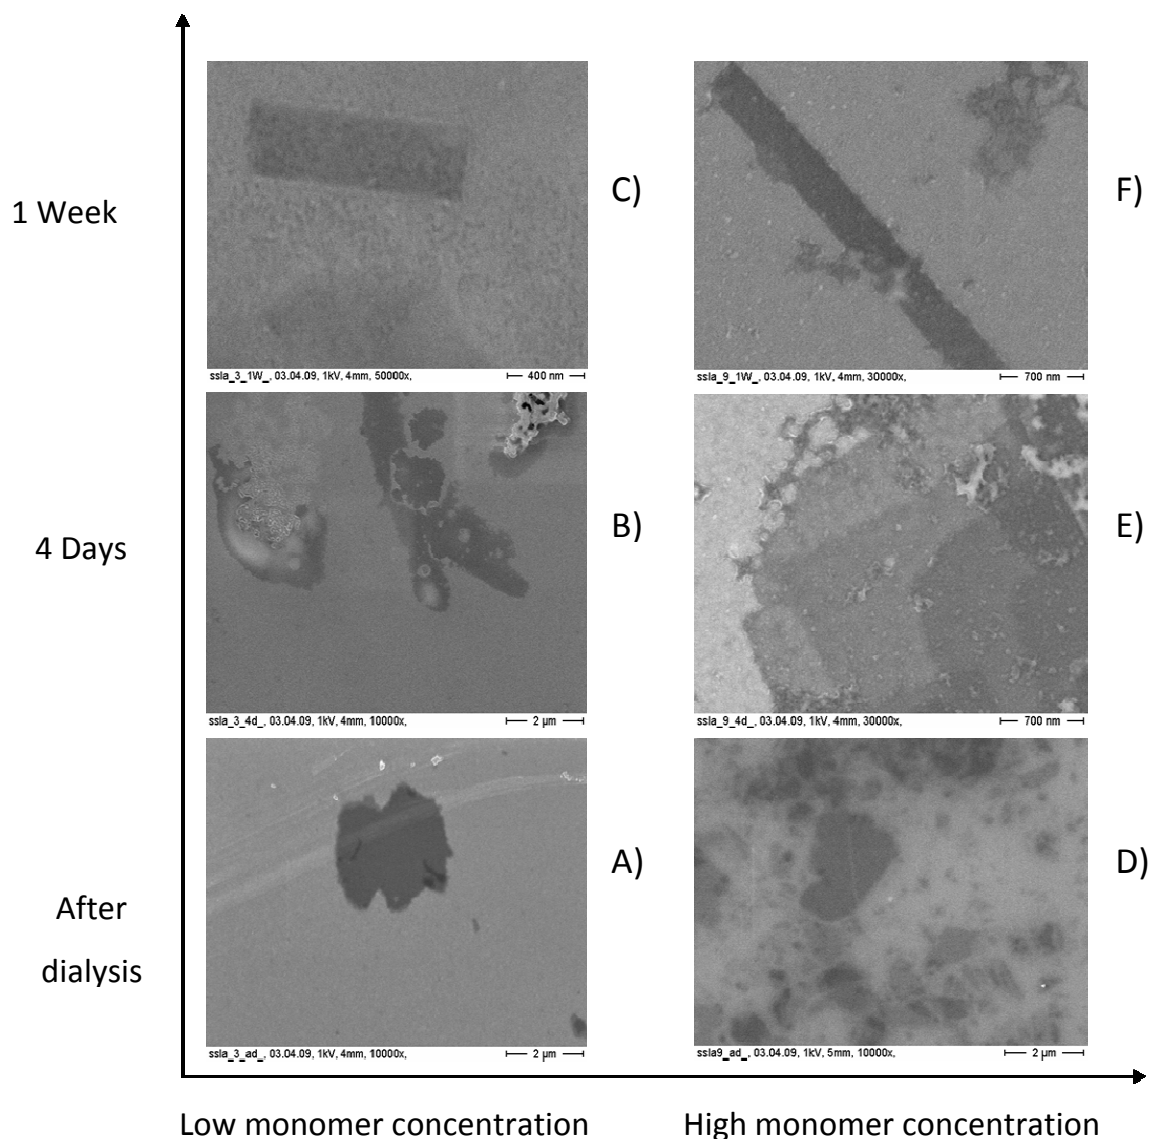 1 Week
C)
F)
ssla_3_1W_, 03.04.09, 1kV, 4mm, 50000x,
400 nm
ssla_9_1W_, 03.04.09, 1kV, 4mm, 30000x,
700 nm
4 Days
B)
E)
ssla_3_4d_, 03.04.09, 1kV, 4mm, 10000x,
2 µm
ssla_9_4d_, 03.04.09, 1kV, 4mm, 30000x,
700 nm
After
dialysis
A)
D)
ssla_3_ad_, 03.04.09, 1kV, 4mm, 10000x,
2 µm
ssla9_ad_, 03.04.09, 1kV, 5mm, 10000x,
2 µm
Low monomer concentration
High monomer concentration